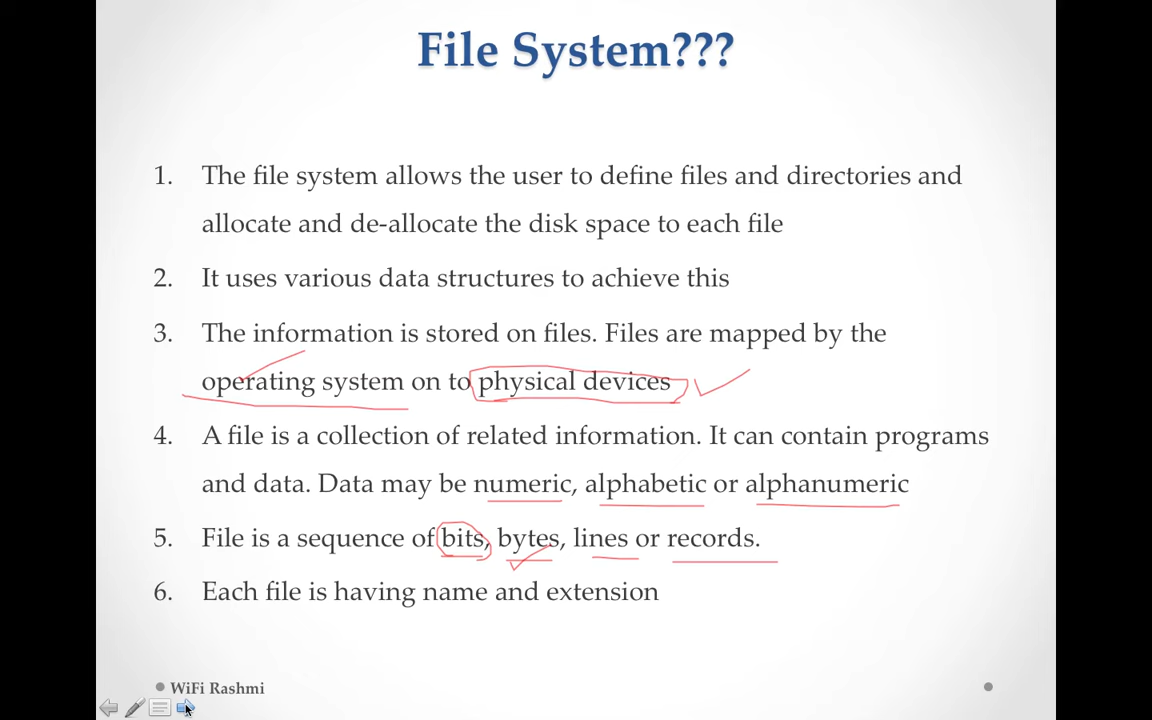 File System???
1. The file system allows the user to define files and directories and
allocate and de-allocate the disk space to each file
2. It uses various data structures to achieve this
3. The information is stored on files. Files are mapped by the
operating system on to physical devices
4. A file is a collection of related information. It can contain programs
and data. Data may be numeric, alphabetic or alphanumeric
5. File is a sequence of bits, bytes, lines or records.
6. Each file is having name and extension
WiFi Rashmi